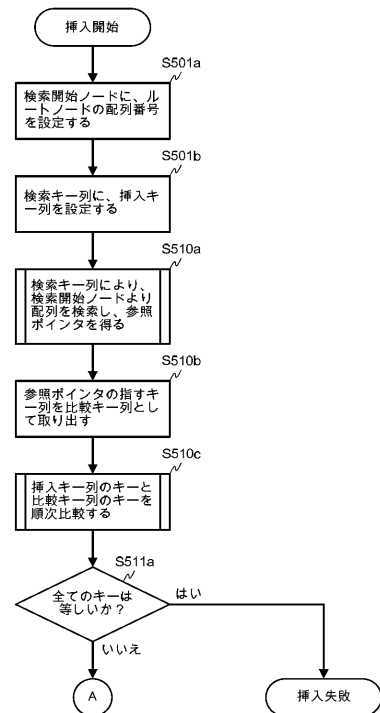 挿入開始
S501a
検索開始ノードに、ル
ートノードの配列番号
を設定する
S501b
検索キー列に、挿入キ
ー列を設定する
S510a
検索キー列により、
検索開始ノードより
配列を検索し、参照
ポインタを得る
S510b
参照ポインタの指すキ
ー列を比較キー列とし
て取り出す
S510c
挿入キー列のキーと
比較キー列のキーを
順次比較する
S511a
全てのキーは
等しいか？
はい
いいえ
A
挿入失敗